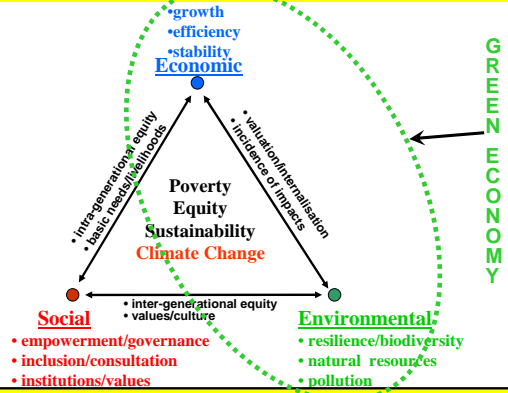 •growth
•efficiency
•stability
Economic
GREEN ECONOMY
• intra-generational equity
• basic needs/livelihoods
• valuation/internalisation
• incidence of impacts
Poverty
Equity
Sustainability
Climate Change
• inter-generational equity
• values/culture
Social
• empowerment/governance
• inclusion/consultation
• institutions/values
Environmental
• resilience/biodiversity
• natural resources
• pollution